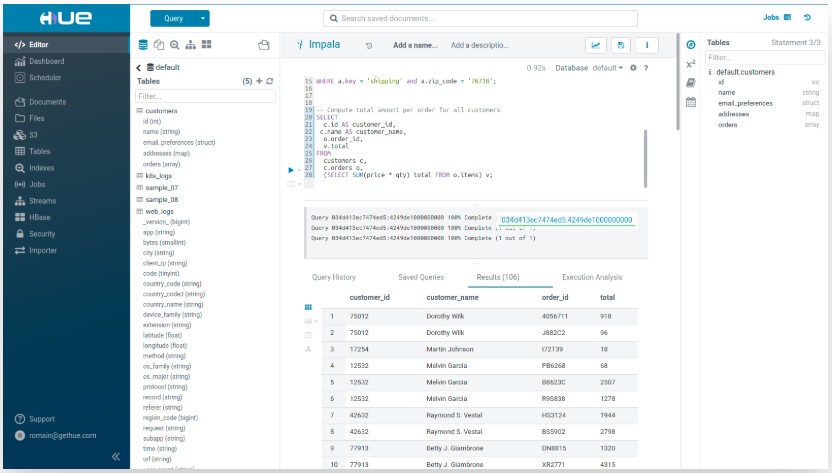 HUE
Query
Search saved documents...
Jobs
Editor
Dashboard
Scheduler
Documents
Files
S3
Tables
Indexes
Jobs
Streams
HBase
Security
Importer
Support
romain@gethue.com
default
Tables
(5)
Filter...
customers
id (int)
name (string)
email_preferences (struct)
addresses (map)
orders (array)
k8s_logs
sample_07
sample_08
web_logs
_version_ (bigint)
app (string)
bytes (smallint)
city (string)
client_ip (string)
code (tinyint)
country_code (string)
country_code3 (string)
country_name (string)
device_family (string)
extension (string)
latitude (float)
longitude (float)
method (string)
os_family (string)
os_major (string)
protocol (string)
record (string)
referer (string)
region_code (bigint)
request (string)
subapp (string)
time (string)
url (string)
Impala
Add a name...
Add a descriptio...
0.92s Database default ?
15 WHERE a.key = 'shipping' and a.zip_code = '76710';
16
17
18
19 -- Compute total amount per order for all customers
20 SELECT
21 c.id AS customer_id,
22 c.name AS customer_name,
23 o.order_id,
24 v.total
25 FROM
26 customers c,
27 c.orders o,
28 (SELECT SUM(price * qty) total FROM o.items) v;
Query 034d413ec7474ed5:4249de1000000000 100% Complete
034d413ec7474ed5:4249de1000000000
Query 034d413ec7474ed5:4249de1000000000 100% Complete (1 out of 1)
Query 034d413ec7474ed5:4249de1000000000 100% Complete (1 out of 1)
Query History
Saved Queries
Results (106)
Execution Analysis
customer_id customer_name order_id total
1 75012 Dorothy Wilk 4056711 918
2 75012 Dorothy Wilk J882C2 96
3 17254 Martin Johnson I72T39 18
4 12532 Melvin Garcia PB6268 68
5 12532 Melvin Garcia B8623C 2507
6 12532 Melvin Garcia R9S838 1278
7 42632 Raymond S. Vestal HS3124 1944
8 42632 Raymond S. Vestal BS5902 2798
9 77913 Betty J. Giambrone DN8815 1320
10 77913 Betty J. Giambrone XR2771 4315
Tables
Statement 3/3
Filter...
default.customers
id
name string
email_preferences struct
addresses map
orders array